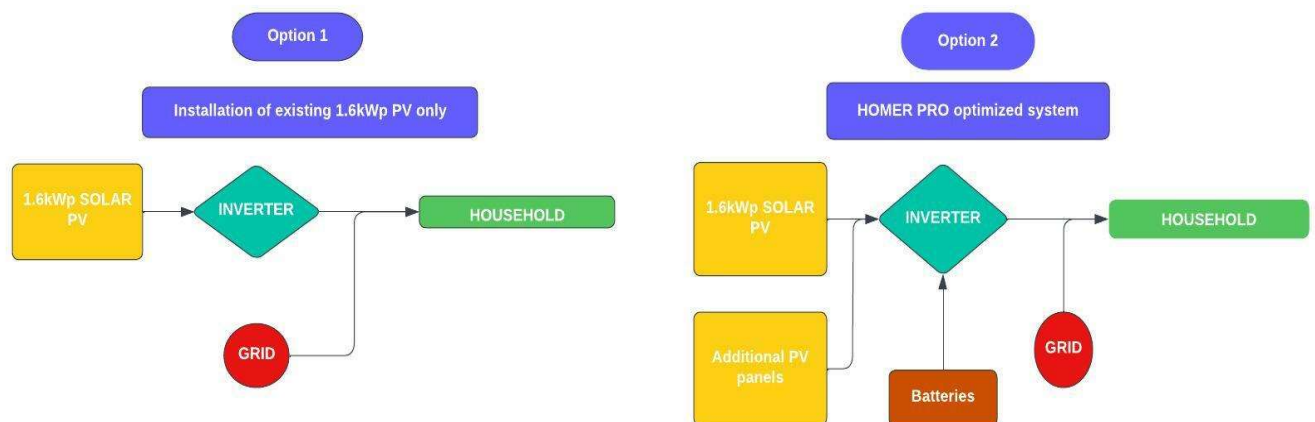 Option 1
Installation of existing 1.6kWp PV only
1.6kWp SOLAR
PV
INVERTER
HOUSEHOLD
GRID
Option 2
HOMER PRO optimized system
1.6kWp SOLAR
PV
INVERTER
HOUSEHOLD
Additional PV
panels
Batteries
GRID